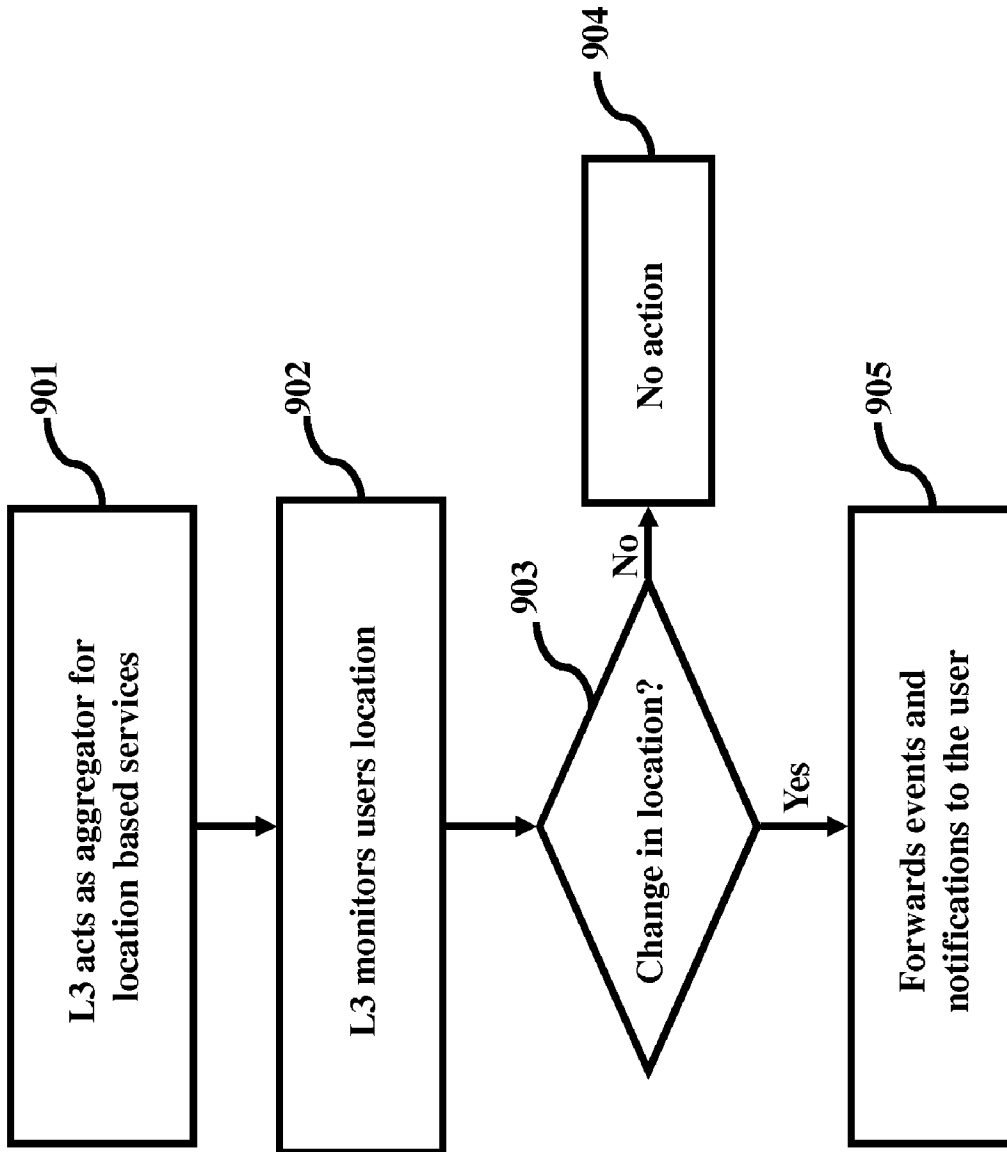 L3 acts as aggregator for
location based services
901
L3 monitors users location
902
Change in location?
903
No
No action
904
Yes
Forwards events and
notifications to the user
905